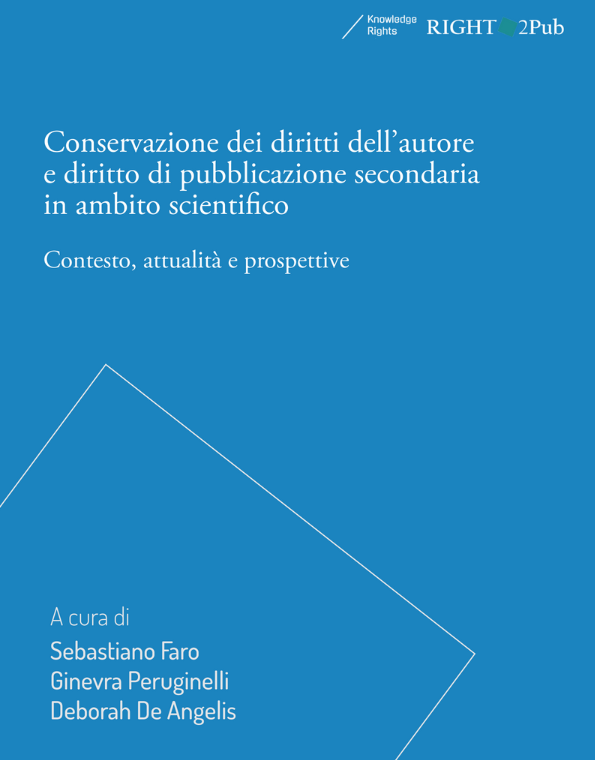 Knowledge
Rights
RIGHT 2Pub
Conservazione dei diritti dell’autore
e diritto di pubblicazione secondaria
in ambito scientifico
Contesto, attualità e prospettive
A cura di
Sebastiano Faro
Ginevra Peruginelli
Deborah De Angelis